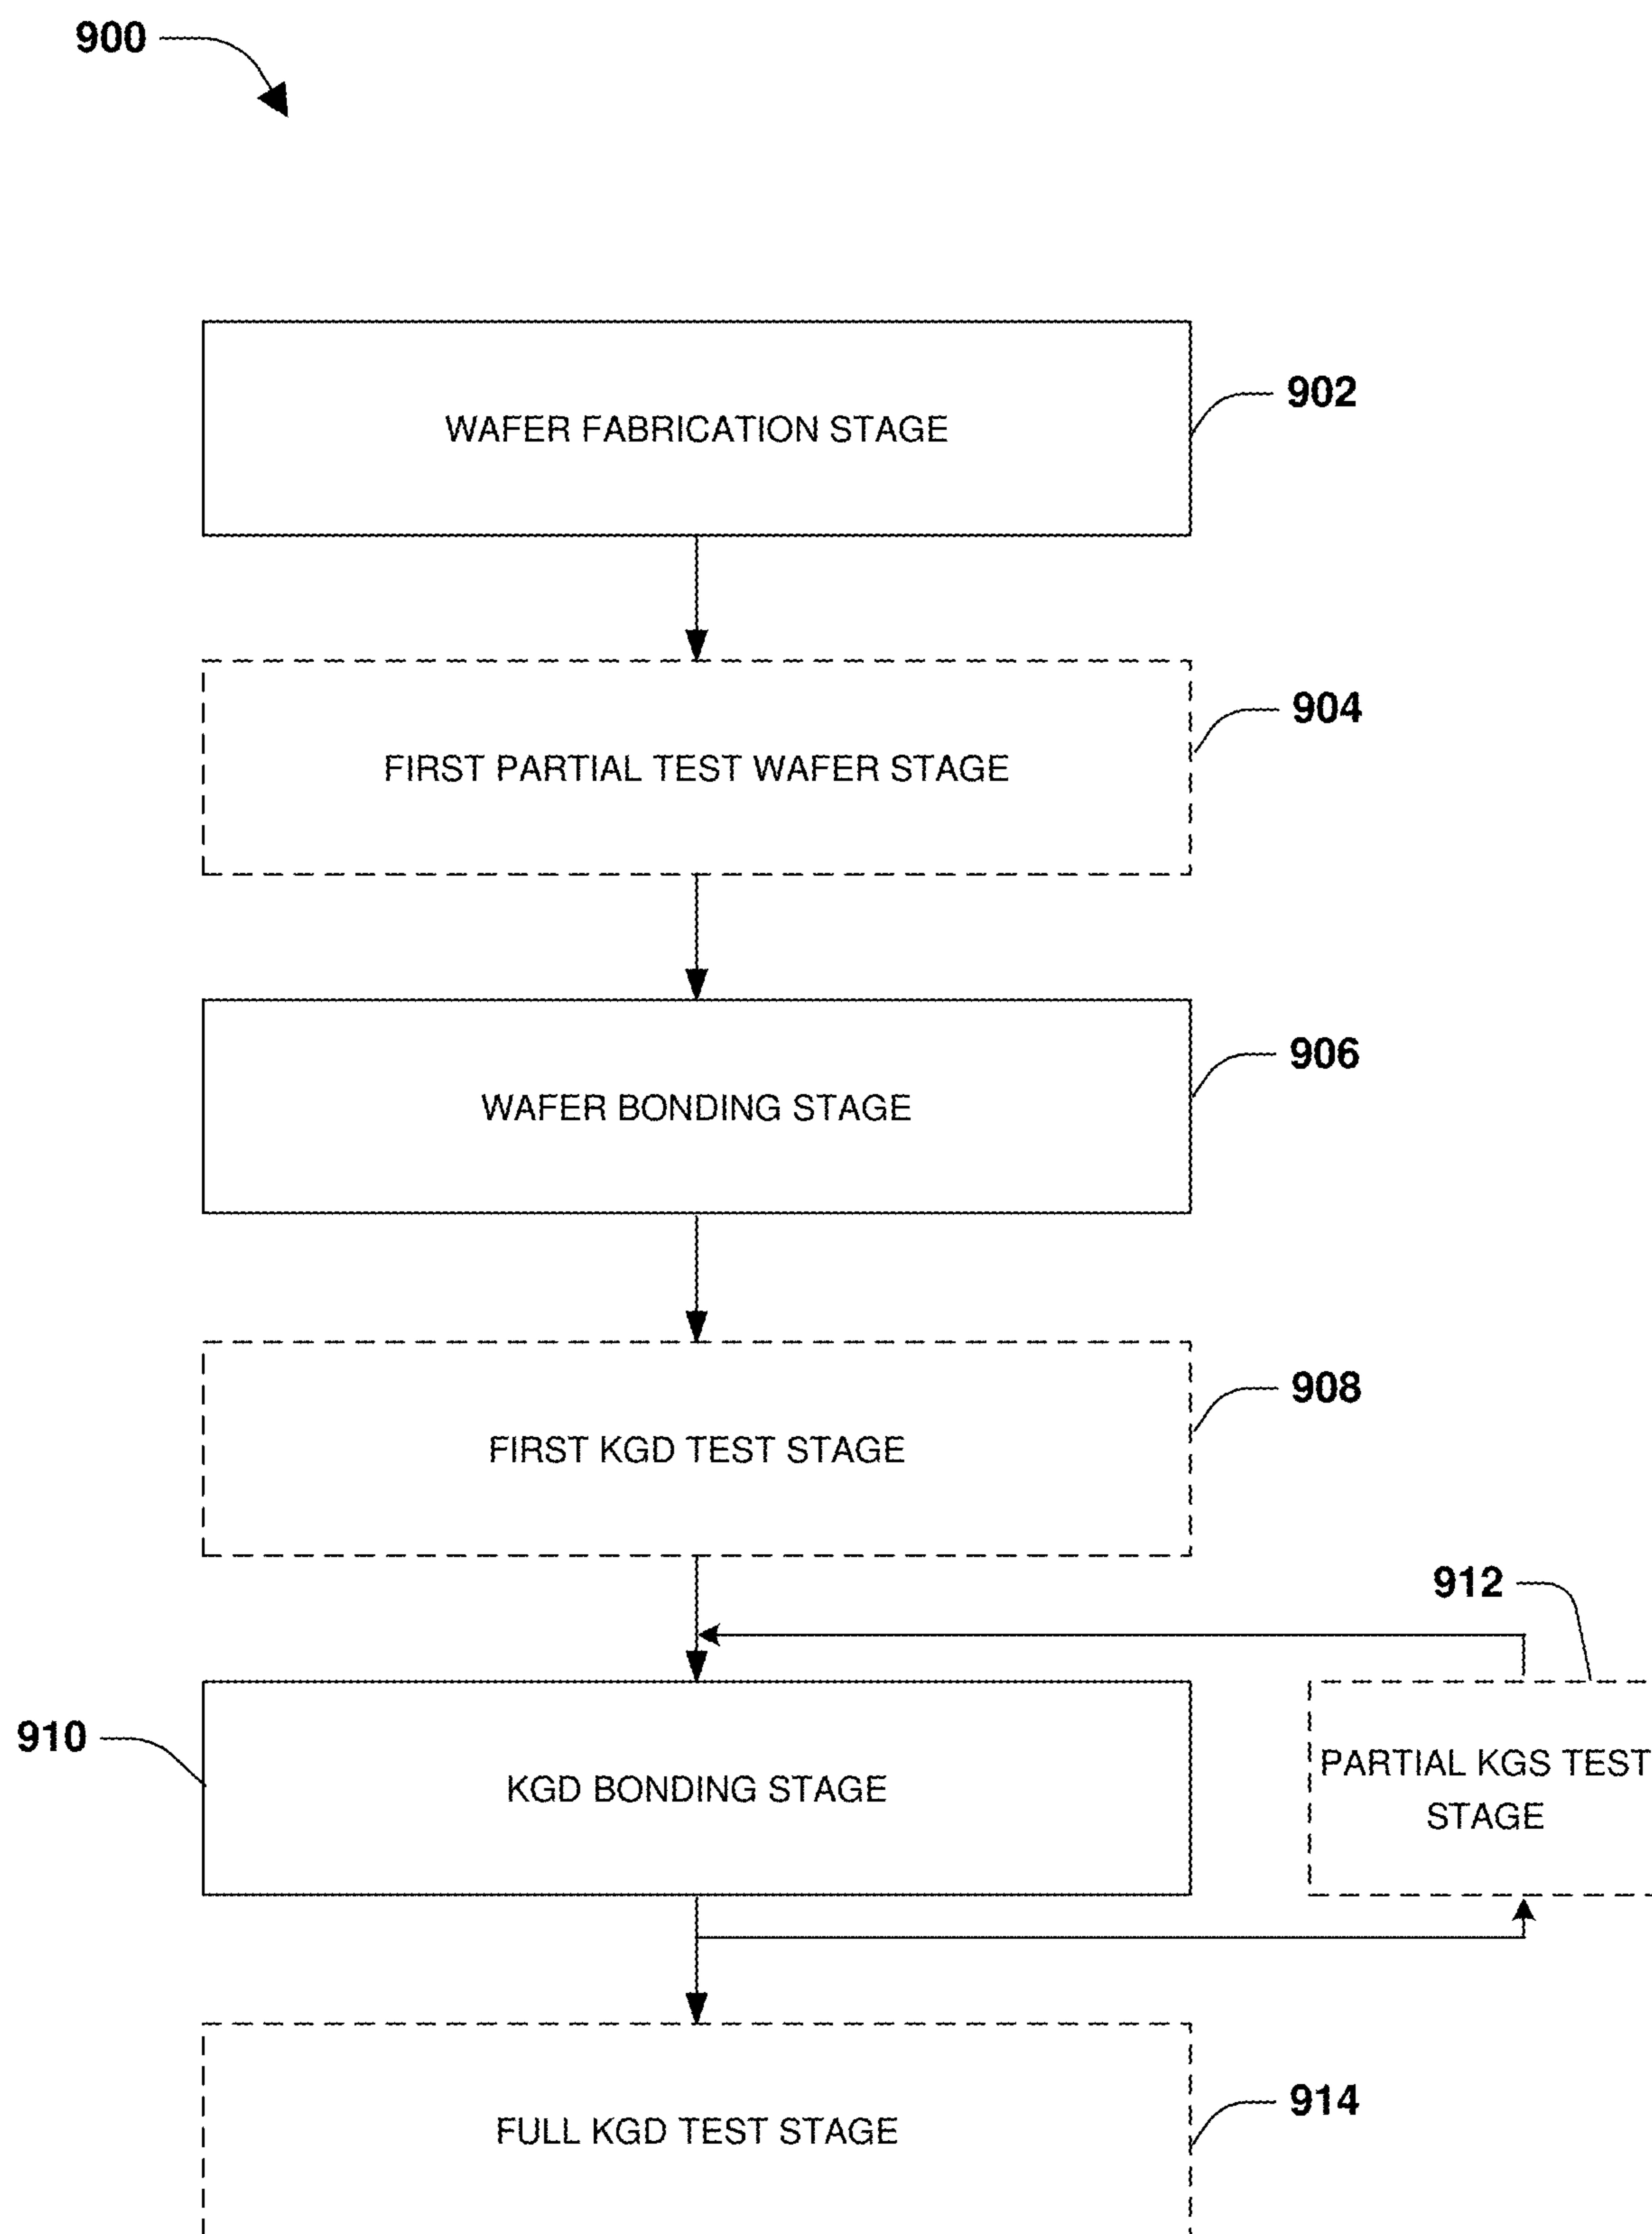 900
WAFER FABRICATION STAGE
902
FIRST PARTIAL TEST WAFER STAGE
904
WAFER BONDING STAGE
906
FIRST KGD TEST STAGE
908
912
910
KGD BONDING STAGE
PARTIAL KGS TEST
STAGE
FULL KGD TEST STAGE
914